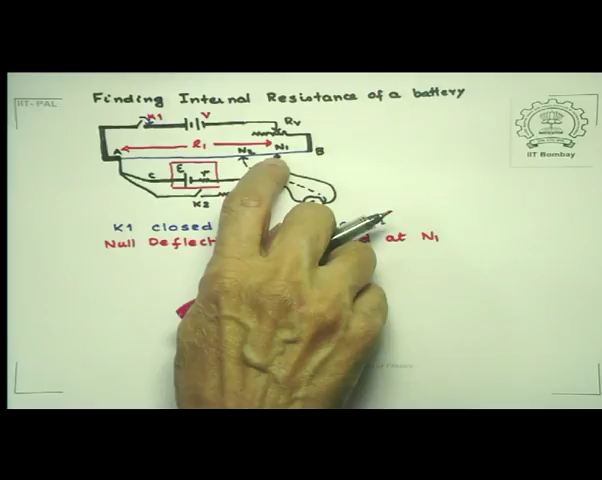 IIT-PAL
Finding Internal Resistance of a battery
K1 V Rv
A R1 N2 N1 B
E r
C
K2
IIT Bombay
K1 closed
Null Deflect d at N1